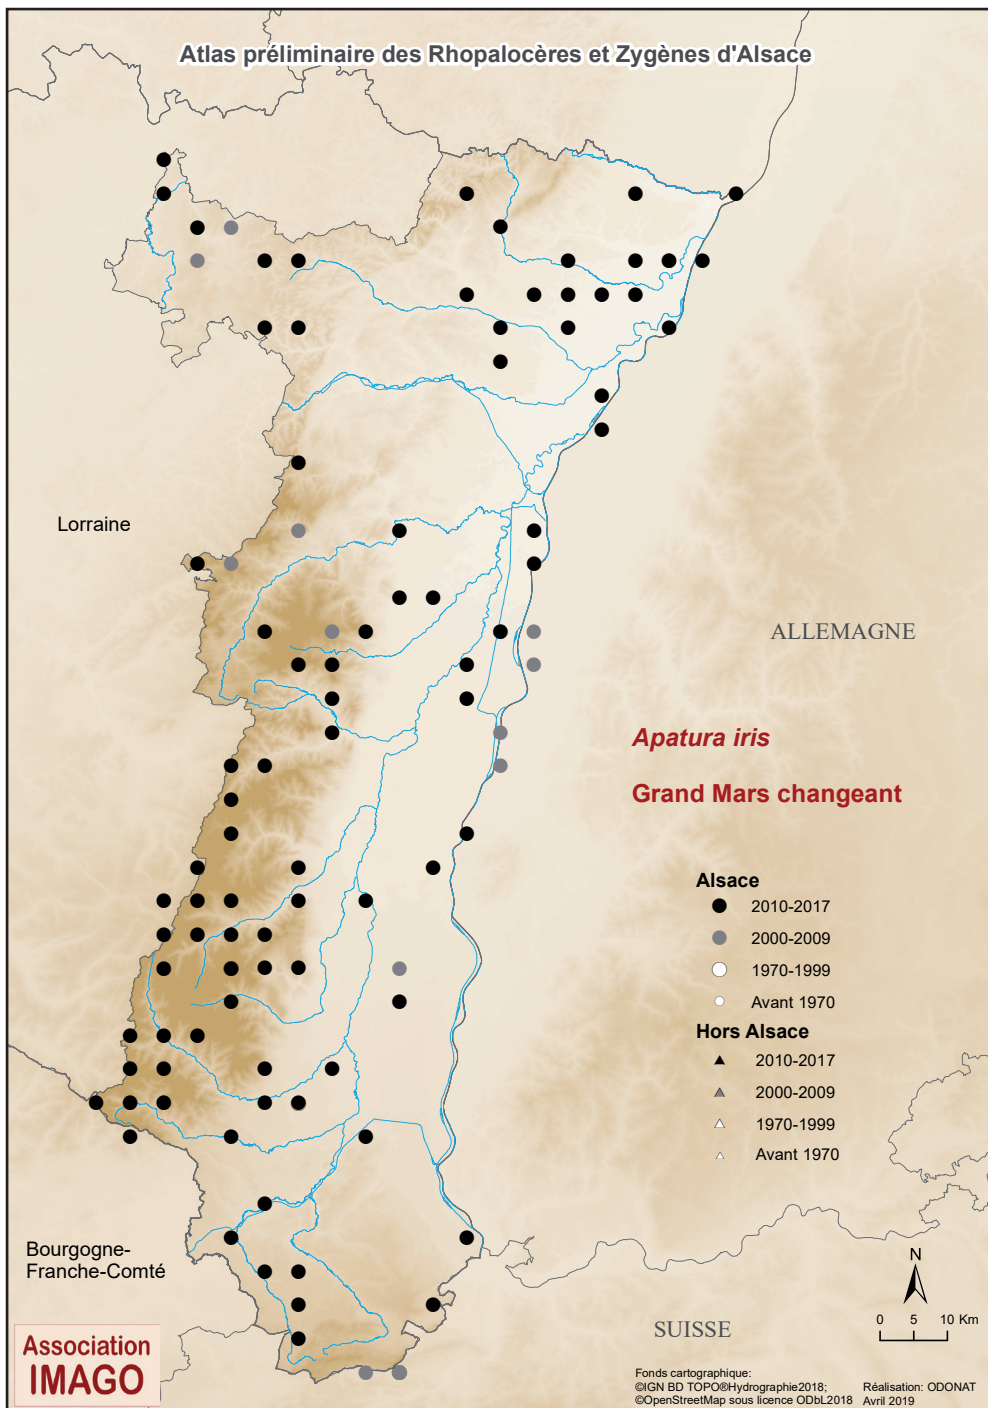 Atlas préliminaire des Rhopalocères et Zygènes d'Alsace
Lorraine
ALLEMAGNE
Apatura iris
Grand Mars changeant
Alsace
2010-2017
2000-2009
1970-1999
Avant 1970
Hors Alsace
2010-2017
2000-2009
1970-1999
Avant 1970
Bourgogne-
Franche-Comté
N
0 5 10 Km
SUISSE
Association
IMAGO
Fonds cartographique:
©IGN BD TOPO®Hydrographie2018;
©OpenStreetMap sous licence ODbL2018
Réalisation: ODONAT
Avril 2019